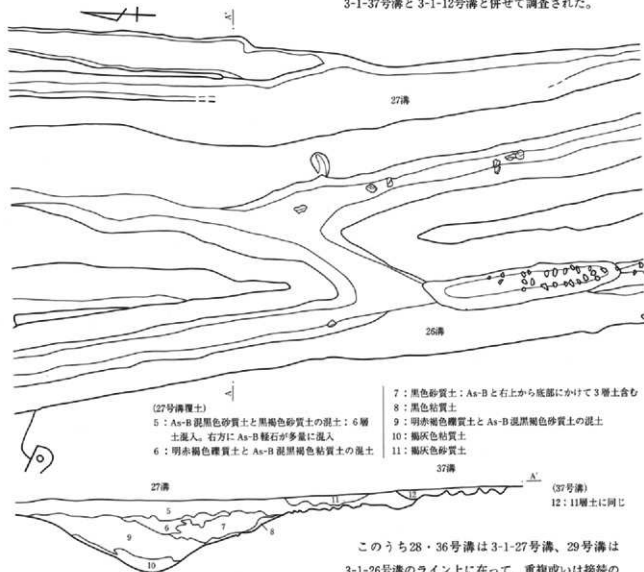 3-1-37号溝と3-1-12号溝と併せて調査された。
A'
27溝
26溝
A
(27号溝覆土)
5：As-B混黒色砂質土と黒褐色砂質土の混土：6層
土混入。右方にAs-B軽石が多量に混入
6：明赤褐色礫質土とAs-B混黒褐色粘質土の混土
7：黒色砂質土：As-Bと右上から底部にかけて3層土含む
8：黒色粘質土
9：明赤褐色礫質土とAs-B混黒褐色砂質土の混土
10：褐灰色粘質土
11：褐灰色砂質土
27溝
37溝
A'
5
6
7
8
9
10
11
12
(37号溝)
12：11層土に同じ
このうち28・36号溝は3-1-27号溝、29号溝は
3-1-26号溝のライン上に在って、重複或いは接続の